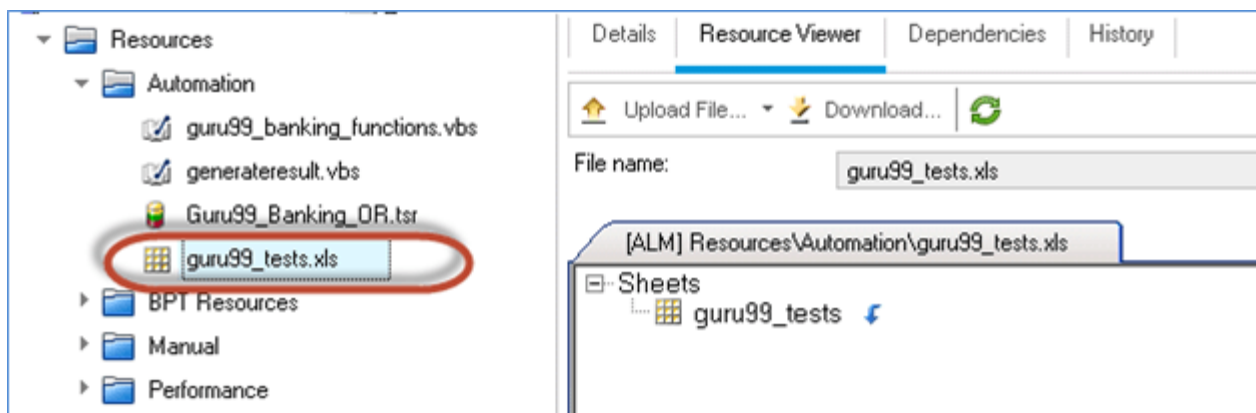 Resources
Automation
guru99_banking_functions.vbs
generateresult.vbs
Guru99_Banking_OR.tsr
guru99_tests.xls
BPT Resources
Manual
Performance
Details Resource Viewer Dependencies History
Upload File... Download...
File name: guru99_tests.xls
[ALM] Resources\Automation\guru99_tests.xls
Sheets
guru99_tests